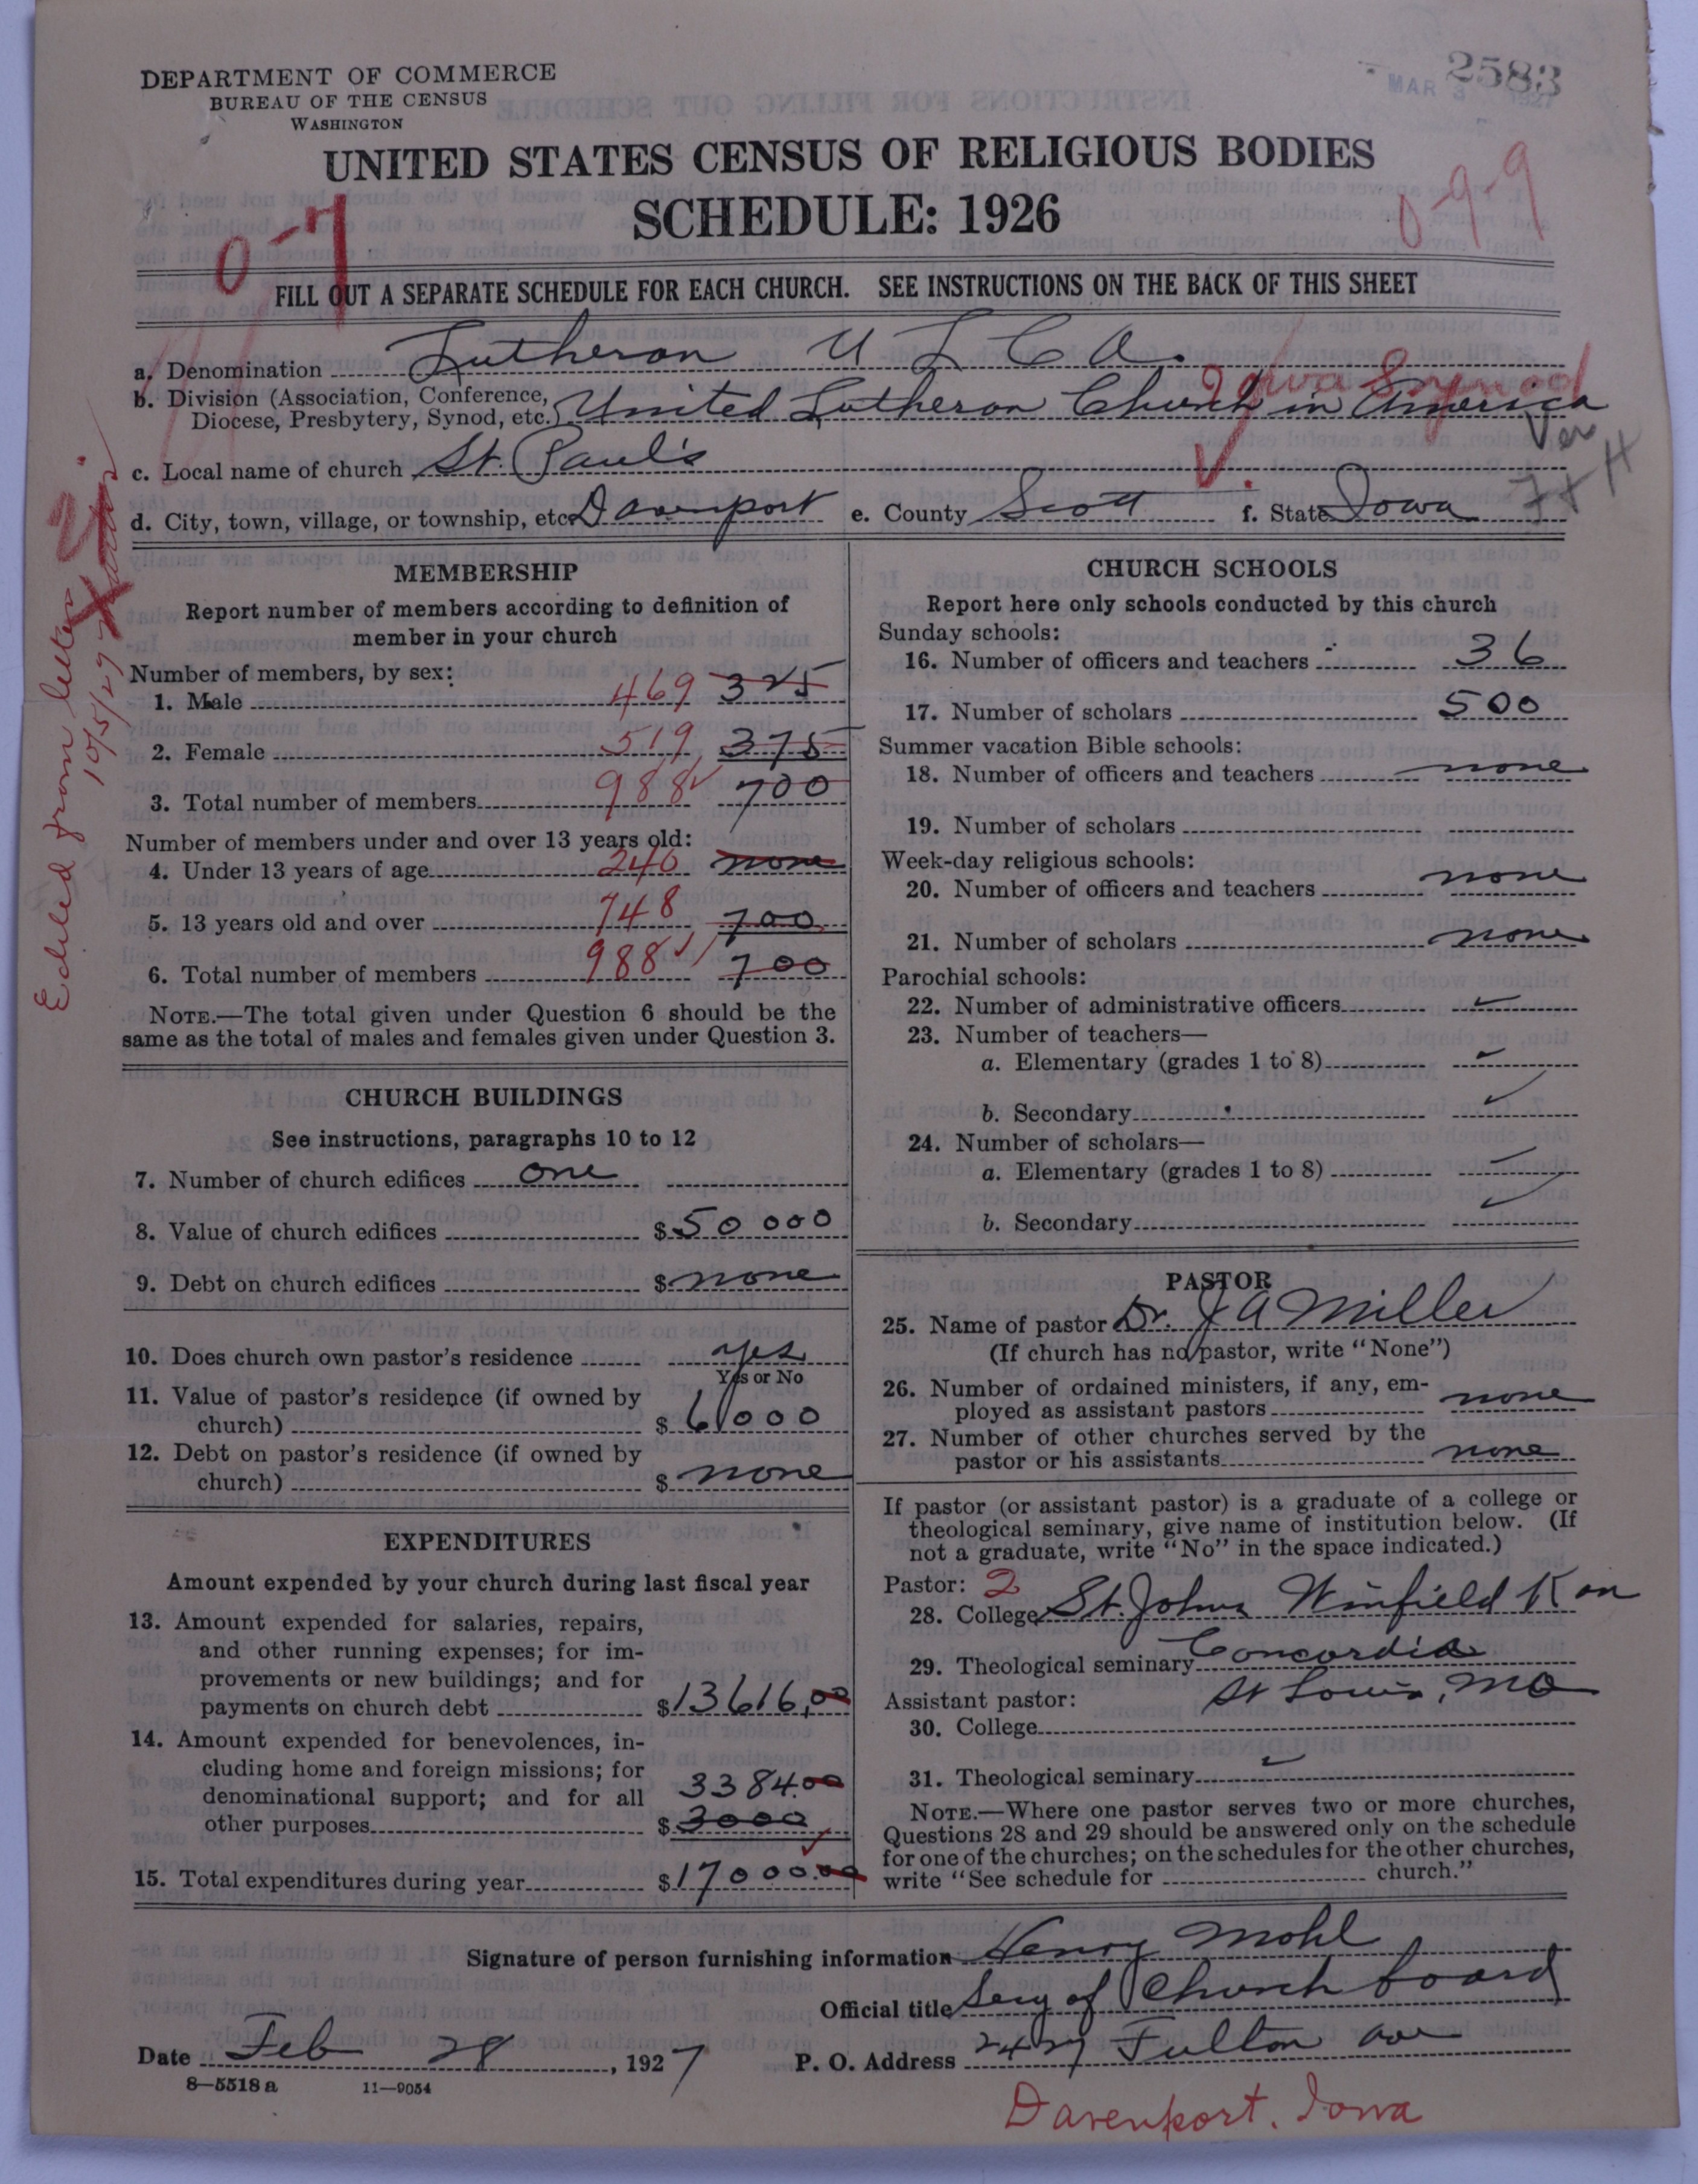 DEPARTMENT OF COMMERCE
BUREAU OF THE CENSUS
WASHINGTON
2583
MAR 3 1927
UNITED STATES CENSUS OF RELIGIOUS BODIES
SCHEDULE: 1926
0-7
0-9-9
FILL OUT A SEPARATE SCHEDULE FOR EACH CHURCH. SEE INSTRUCTIONS ON THE BACK OF THIS SHEET
a. Denomination Lutheran U L C A.
Iowa Synod
b. Division (Association, Conference, Diocese, Presbytery, Synod, etc.) United Lutheran Church in America
Ver
c. Local name of church St. Paul's
d. City, town, village, or township, etc. Davenport e. County Scott f. State Iowa
Edited from letter 10/5/27
MEMBERSHIP
Report number of members according to definition of
member in your church
Number of members, by sex:
1. Male 469 325
2. Female 519 375
3. Total number of members 988 700
Number of members under and over 13 years old:
4. Under 13 years of age 240 none
5. 13 years old and over 748 700
6. Total number of members 988 700
NOTE.—The total given under Question 6 should be the
same as the total of males and females given under Question 3.
CHURCH BUILDINGS
See instructions, paragraphs 10 to 12
7. Number of church edifices one
8. Value of church edifices $50000
9. Debt on church edifices $none
10. Does church own pastor's residence yes
Yes or No
11. Value of pastor's residence (if owned by
church) $6000
12. Debt on pastor's residence (if owned by
church) $none
EXPENDITURES
Amount expended by your church during last fiscal year
13. Amount expended for salaries, repairs,
and other running expenses; for im-
provements or new buildings; and for
payments on church debt $13616,00
14. Amount expended for benevolences, in-
cluding home and foreign missions; for
denominational support; and for all 3384.00
other purposes $3000
15. Total expenditures during year $17000.00
CHURCH SCHOOLS
Report here only schools conducted by this church
Sunday schools:
16. Number of officers and teachers 36
17. Number of scholars 500
Summer vacation Bible schools:
18. Number of officers and teachers none
19. Number of scholars
Week-day religious schools:
20. Number of officers and teachers none
21. Number of scholars none
Parochial schools:
22. Number of administrative officers
23. Number of teachers—
a. Elementary (grades 1 to 8)
b. Secondary
24. Number of scholars—
a. Elementary (grades 1 to 8)
b. Secondary
PASTOR
25. Name of pastor Dr. J A Miller
(If church has no pastor, write "None")
26. Number of ordained ministers, if any, em-
ployed as assistant pastors none
27. Number of other churches served by the
pastor or his assistants none
If pastor (or assistant pastor) is a graduate of a college or
theological seminary, give name of institution below. (If
not a graduate, write "No" in the space indicated.)
Pastor: 2
28. College St. Johns Winfield Kan
29. Theological seminary Concordia
Assistant pastor: St Louis, MO
30. College
31. Theological seminary
NOTE.—Where one pastor serves two or more churches,
Questions 28 and 29 should be answered only on the schedule
for one of the churches; on the schedules for the other churches,
write "See schedule for church."
Signature of person furnishing information Henry Mohl
Official title Secy of Church board
Date Feb 28, 1927 P. O. Address 2427 Fulton ave
8—5518a 11—9054
Davenport, Iowa